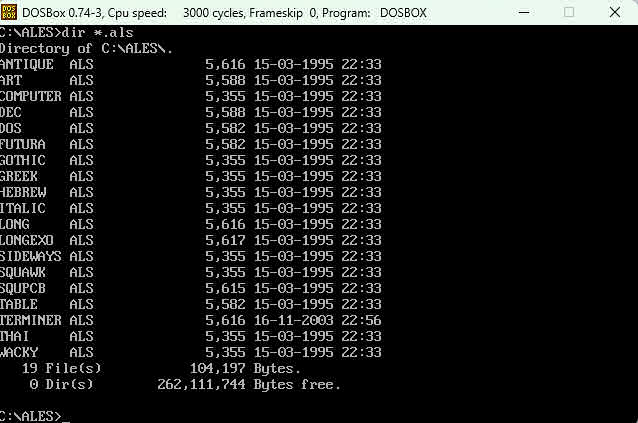 DOS
BOX
DOSBox 0.74-3, Cpu speed: 3000 cycles, Frameskip 0, Program: DOSBOX
C:\ALES>dir *.als
Directory of C:\ALES\.
ANTIQUE ALS 5,616 15-03-1995 22:33
ART ALS 5,588 15-03-1995 22:33
COMPUTER ALS 5,355 15-03-1995 22:33
DEC ALS 5,588 15-03-1995 22:33
DOS ALS 5,582 15-03-1995 22:33
FUTURA ALS 5,582 15-03-1995 22:33
GOTHIC ALS 5,355 15-03-1995 22:33
GREEK ALS 5,355 15-03-1995 22:33
HEBREW ALS 5,355 15-03-1995 22:33
ITALIC ALS 5,355 15-03-1995 22:33
LONG ALS 5,616 15-03-1995 22:33
LONGEXO ALS 5,617 15-03-1995 22:33
SIDEWAYS ALS 5,355 15-03-1995 22:33
SQUAWK ALS 5,355 15-03-1995 22:33
SQUPCB ALS 5,615 15-03-1995 22:33
TABLE ALS 5,582 15-03-1995 22:33
TERMINER ALS 5,616 16-11-2003 22:56
THAI ALS 5,355 15-03-1995 22:33
WACKY ALS 5,355 15-03-1995 22:33
19 File(s) 104,197 Bytes.
0 Dir(s) 262,111,744 Bytes free.
C:\ALES>_